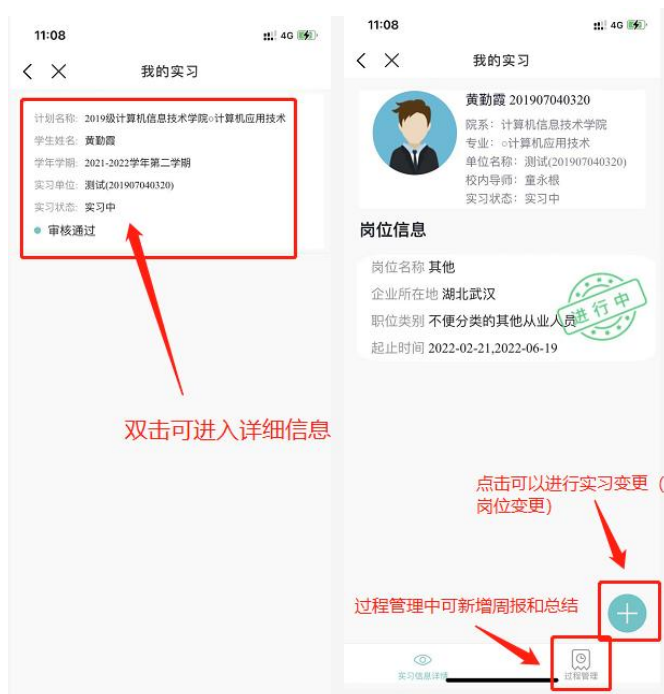 11:08
4G
我的实习
计划名称: 2019级计算机信息技术学院○计算机应用技术
学生姓名: 黄勤霞
学年学期: 2021-2022学年第二学期
实习单位: 测试(201907040320)
实习状态: 实习中
审核通过
双击可进入详细信息
11:08
4G
我的实习
黄勤霞 201907040320
院系: 计算机信息技术学院
专业: ○计算机应用技术
单位名称: 测试(201907040320)
校内导师: 童永根
实习状态: 实习中
岗位信息
岗位名称 其他
企业所在地 湖北武汉
职位类别 不便分类的其他从业人员
起止时间 2022-02-21,2022-06-19
进行中
点击可以进行实习变更（
岗位变更）
过程管理中可新增周报和总结
实习信息详情
过程管理